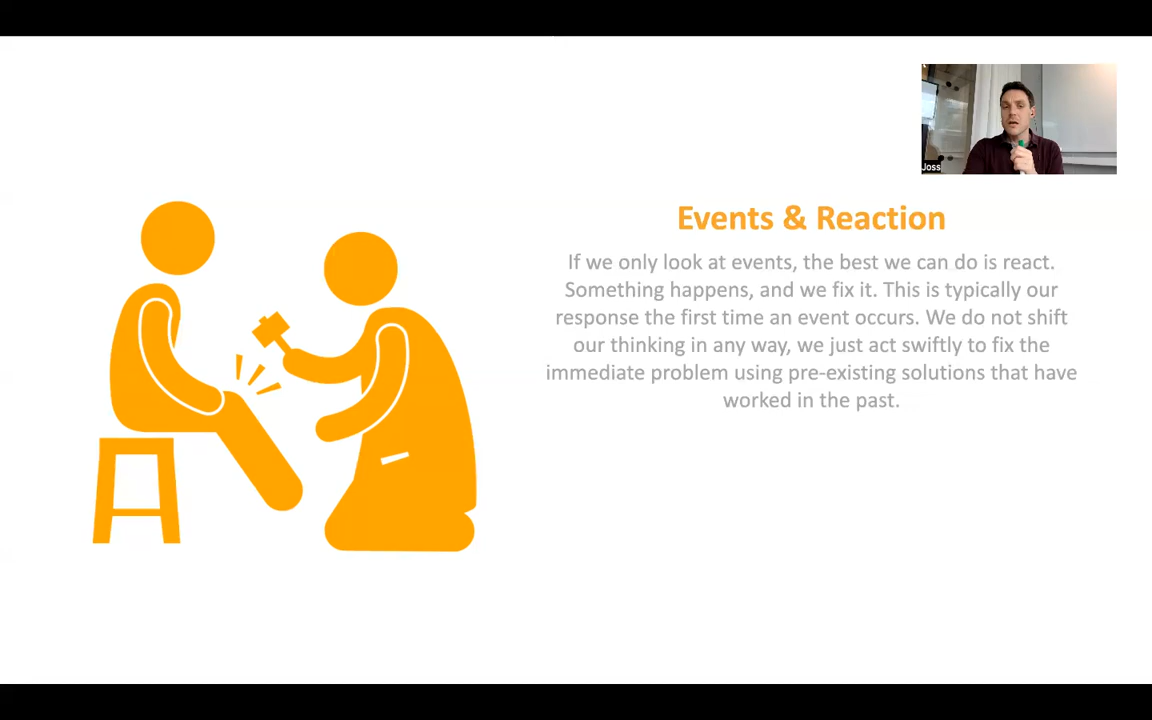 Joss
Events & Reaction
If we only look at events, the best we can do is react.
Something happens, and we fix it. This is typically our
response the first time an event occurs. We do not shift
our thinking in any way, we just act swiftly to fix the
immediate problem using pre-existing solutions that have
worked in the past.